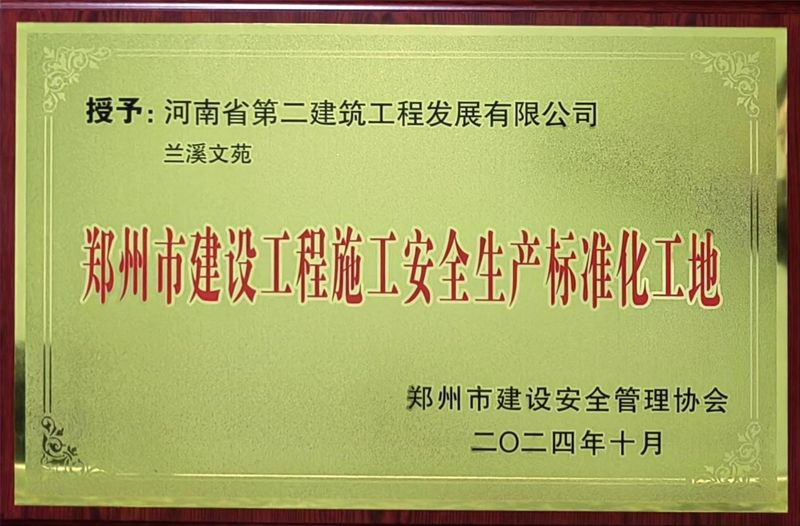 授予：河南省第二建筑工程发展有限公司
兰溪文苑
郑州市建设工程施工安全生产标准化工地
郑州市建设安全管理协会
二〇二四年十月